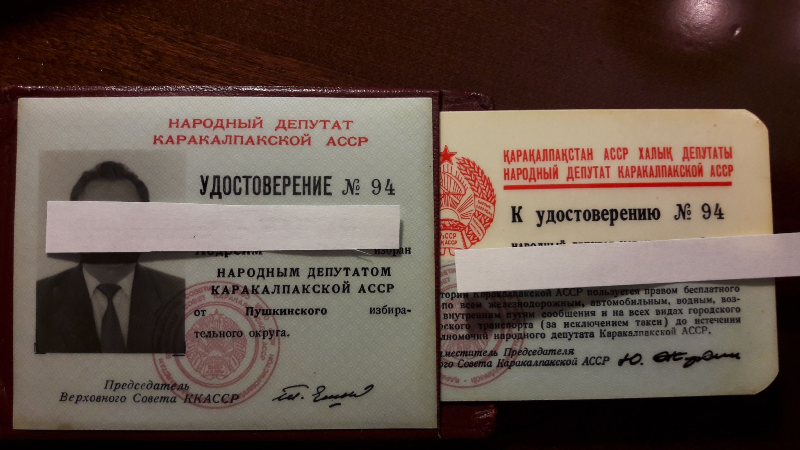 НАРОДНЫЙ ДЕПУТАТ
КАРАКАЛПАКСКОЙ АССР
УДОСТОВЕРЕНИЕ № 94
избран
НАРОДНЫМ ДЕПУТАТОМ
КАРАКАЛПАКСКОЙ АССР
от Пушкинского избира-
тельного округа.
Председатель
Верховного Совета ККАССР
ҚАРАҚАЛПАҚСТАН АССР ХАЛЫҚ ДЕПУТАТЫ
НАРОДНЫЙ ДЕПУТАТ КАРАКАЛПАКСКОЙ АССР
К удостоверению № 94
Каракалпакской АССР пользуется правом бесплатного
по всем железнодорожным, автомобильным, водным, воз-
внутренним путям сообщения и на всех видах городского
транспорта (за исключением такси) до истечения
народного депутата Каракалпакской АССР.
Председателя
Совета Каракалпакской АССР